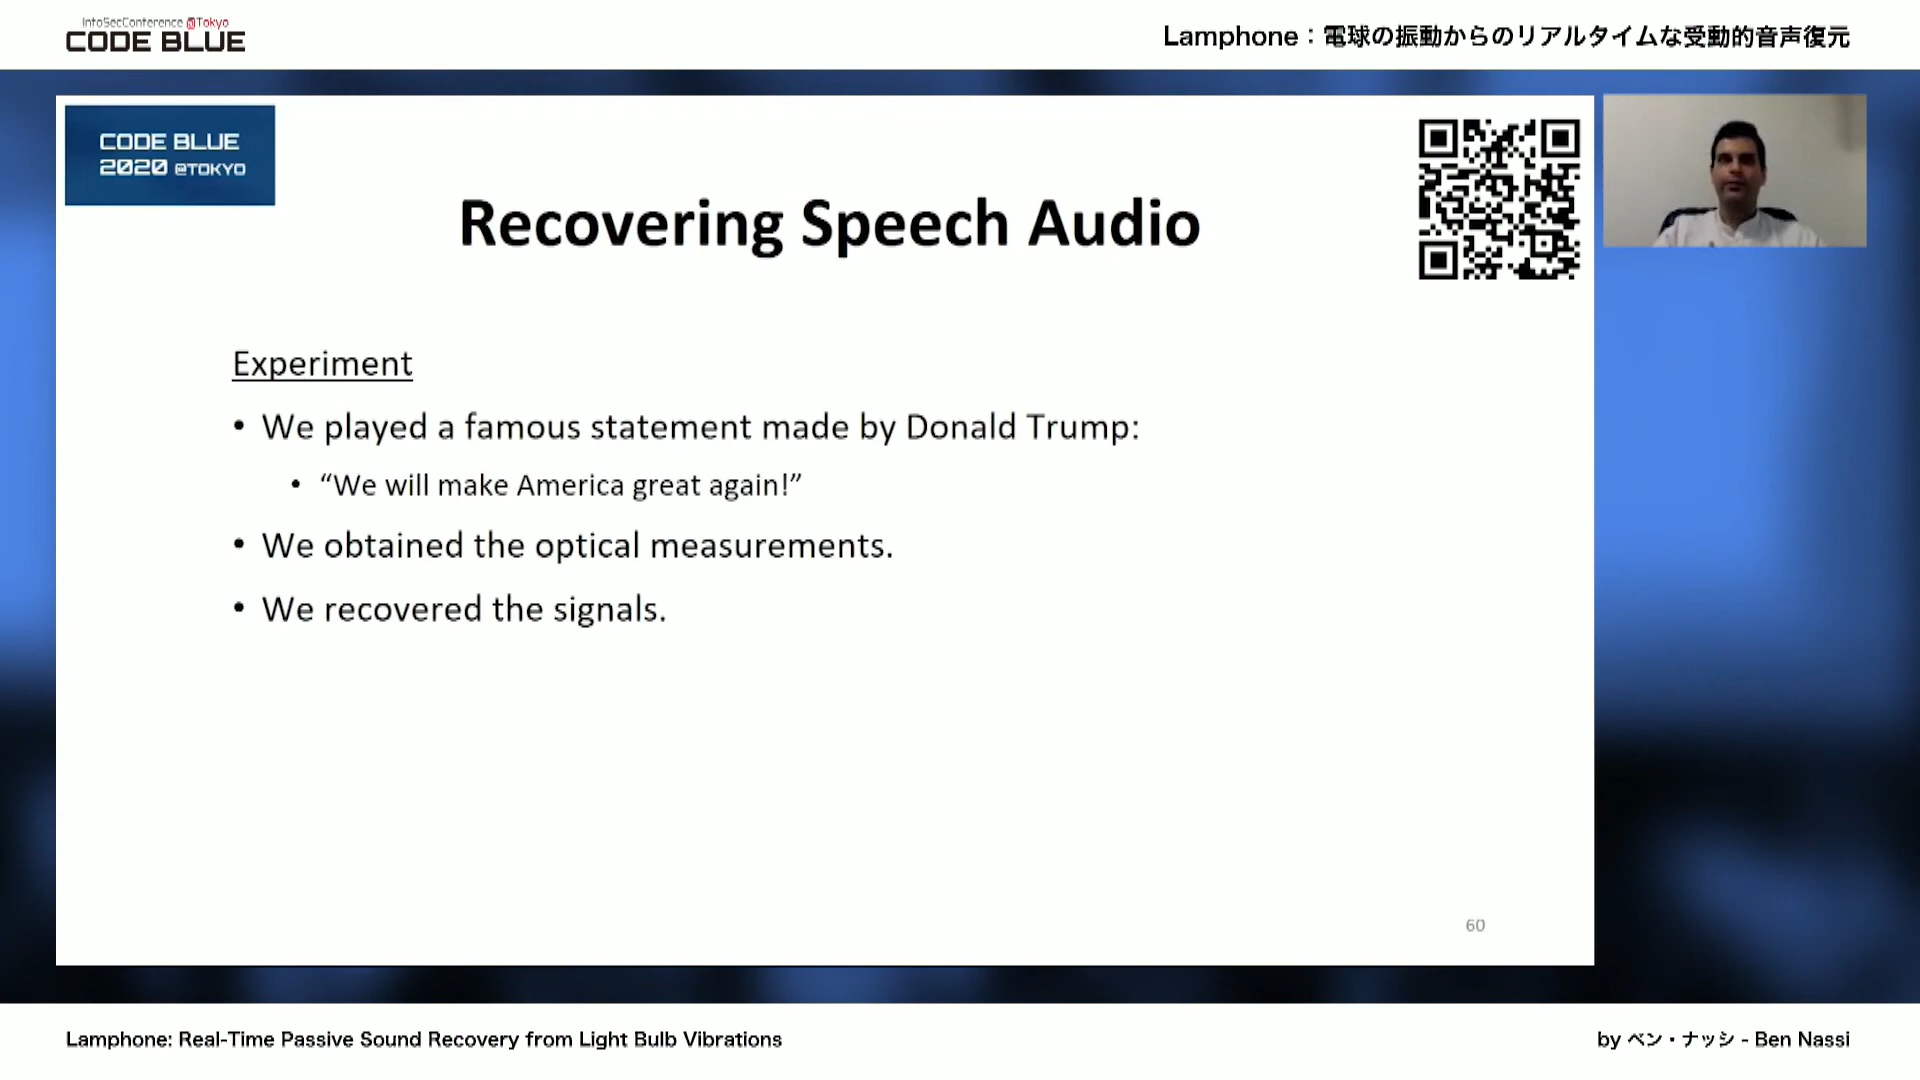 InfoSecConference @Tokyo
CODE BLUE
Lamphone：電球の振動からのリアルタイムな受動的音声復元
CODE BLUE
2020 @TOKYO
Recovering Speech Audio
Experiment
• We played a famous statement made by Donald Trump:
• “We will make America great again!”
• We obtained the optical measurements.
• We recovered the signals.
60
Lamphone: Real-Time Passive Sound Recovery from Light Bulb Vibrations
by ベン・ナッシ - Ben Nassi